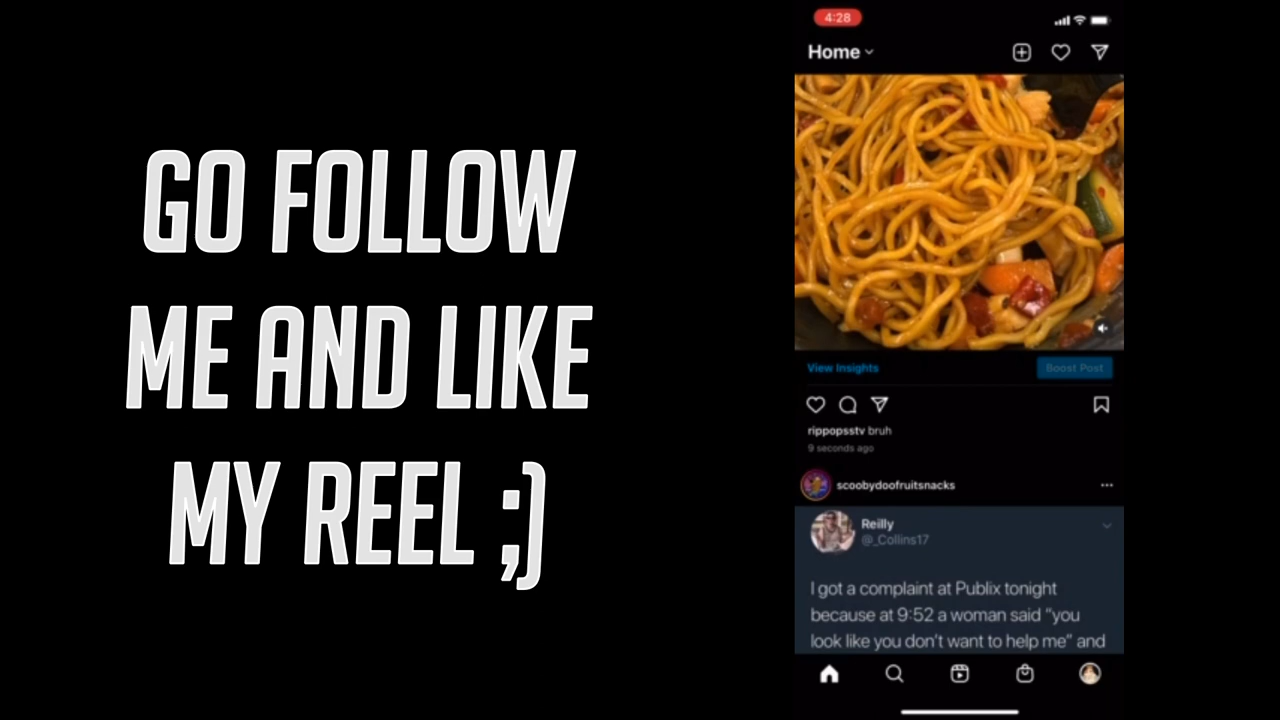 GO FOLLOW
ME AND LIKE
MY REEL ;)
4:28
Home
View Insights
Boost Post
rippopsstv bruh
9 seconds ago
scoobydoofruitsnacks
Reilly
@_Collins17
I got a complaint at Publix tonight
because at 9:52 a woman said "you
look like you don't want to help me" and